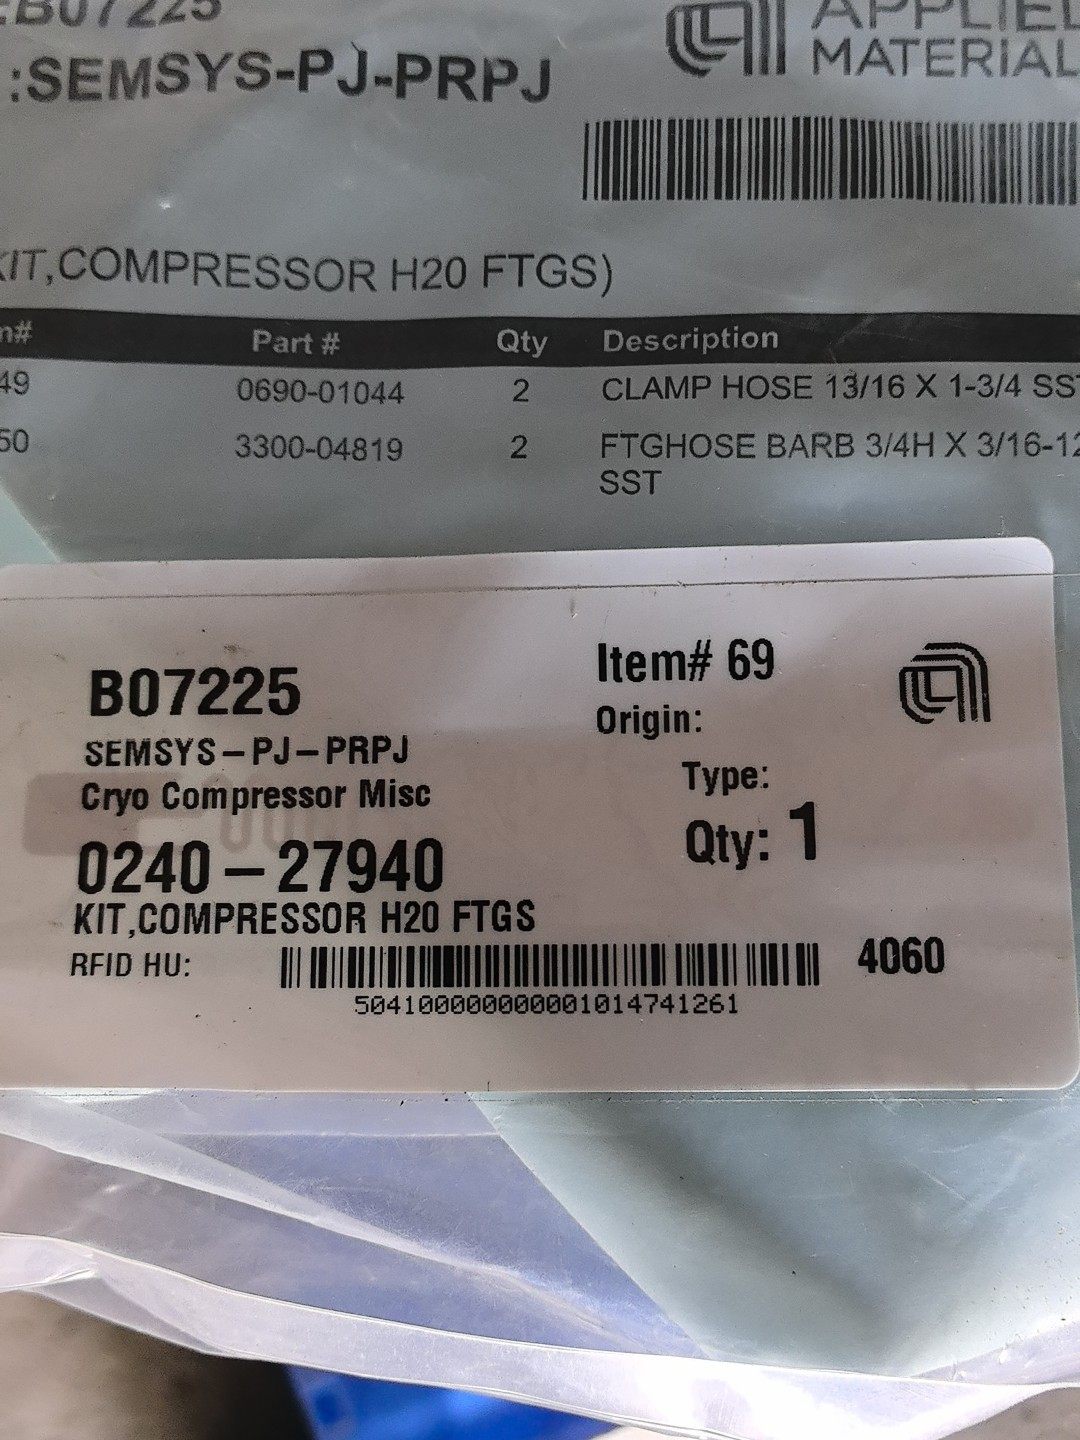 B07225
:SEMSYS-PJ-PRPJ
APPLIED
MATERIAL
KIT,COMPRESSOR H20 FTGS)
m# Part # Qty Description
49 0690-01044 2 CLAMP HOSE 13/16 X 1-3/4 SST
50 3300-04819 2 FTGHOSE BARB 3/4H X 3/16-12
SST
B07225
Item# 69
SEMSYS-PJ-PRPJ
Origin:
Cryo Compressor Misc
Type:
0240-27940
Qty: 1
KIT,COMPRESSOR H20 FTGS
RFID HU:
4060